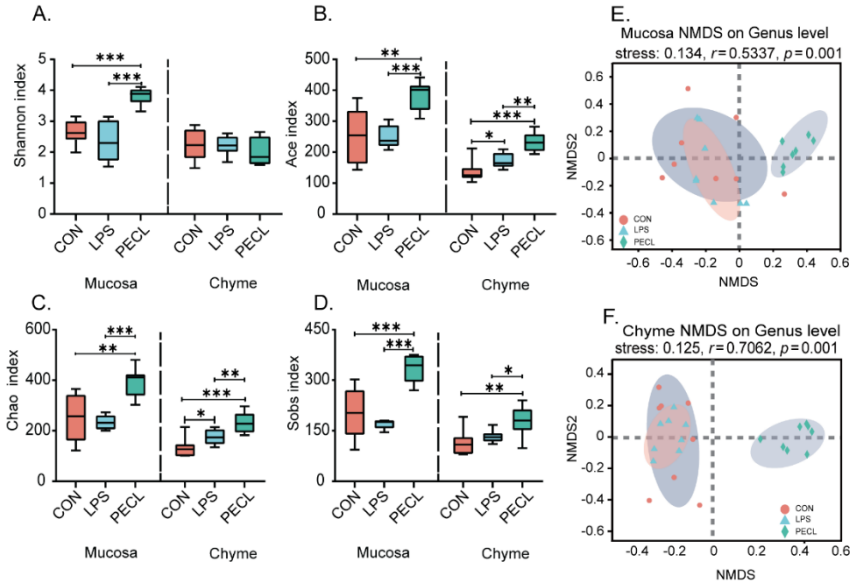 A.
Shannon index
5
4
3
2
1
0
***
***
CON LPS PECL CON LPS PECL
Mucosa Chyme
B.
Ace index
500
400
300
200
100
0
**
***
***
**
*
CON LPS PECL CON LPS PECL
Mucosa Chyme
C.
Chao index
600
400
200
0
***
**
**
***
*
CON LPS PECL CON LPS PECL
Mucosa Chyme
D.
Sobs index
450
300
150
0
***
***
*
**
CON LPS PECL CON LPS PECL
Mucosa Chyme
E.
Mucosa NMDS on Genus level
stress: 0.134, r = 0.5337, p = 0.001
NMDS2
0.6
0.4
0.2
0
-0.2
-0.4
-0.6
CON
LPS
PECL
-0.4 -0.2 0 0.2 0.4 0.6
NMDS
F.
Chyme NMDS on Genus level
stress: 0.125, r = 0.7062, p = 0.001
NMDS2
0.4
0.2
0
-0.2
-0.4
CON
LPS
PECL
-0.4 -0.2 0 0.2 0.4 0.6
NMDS